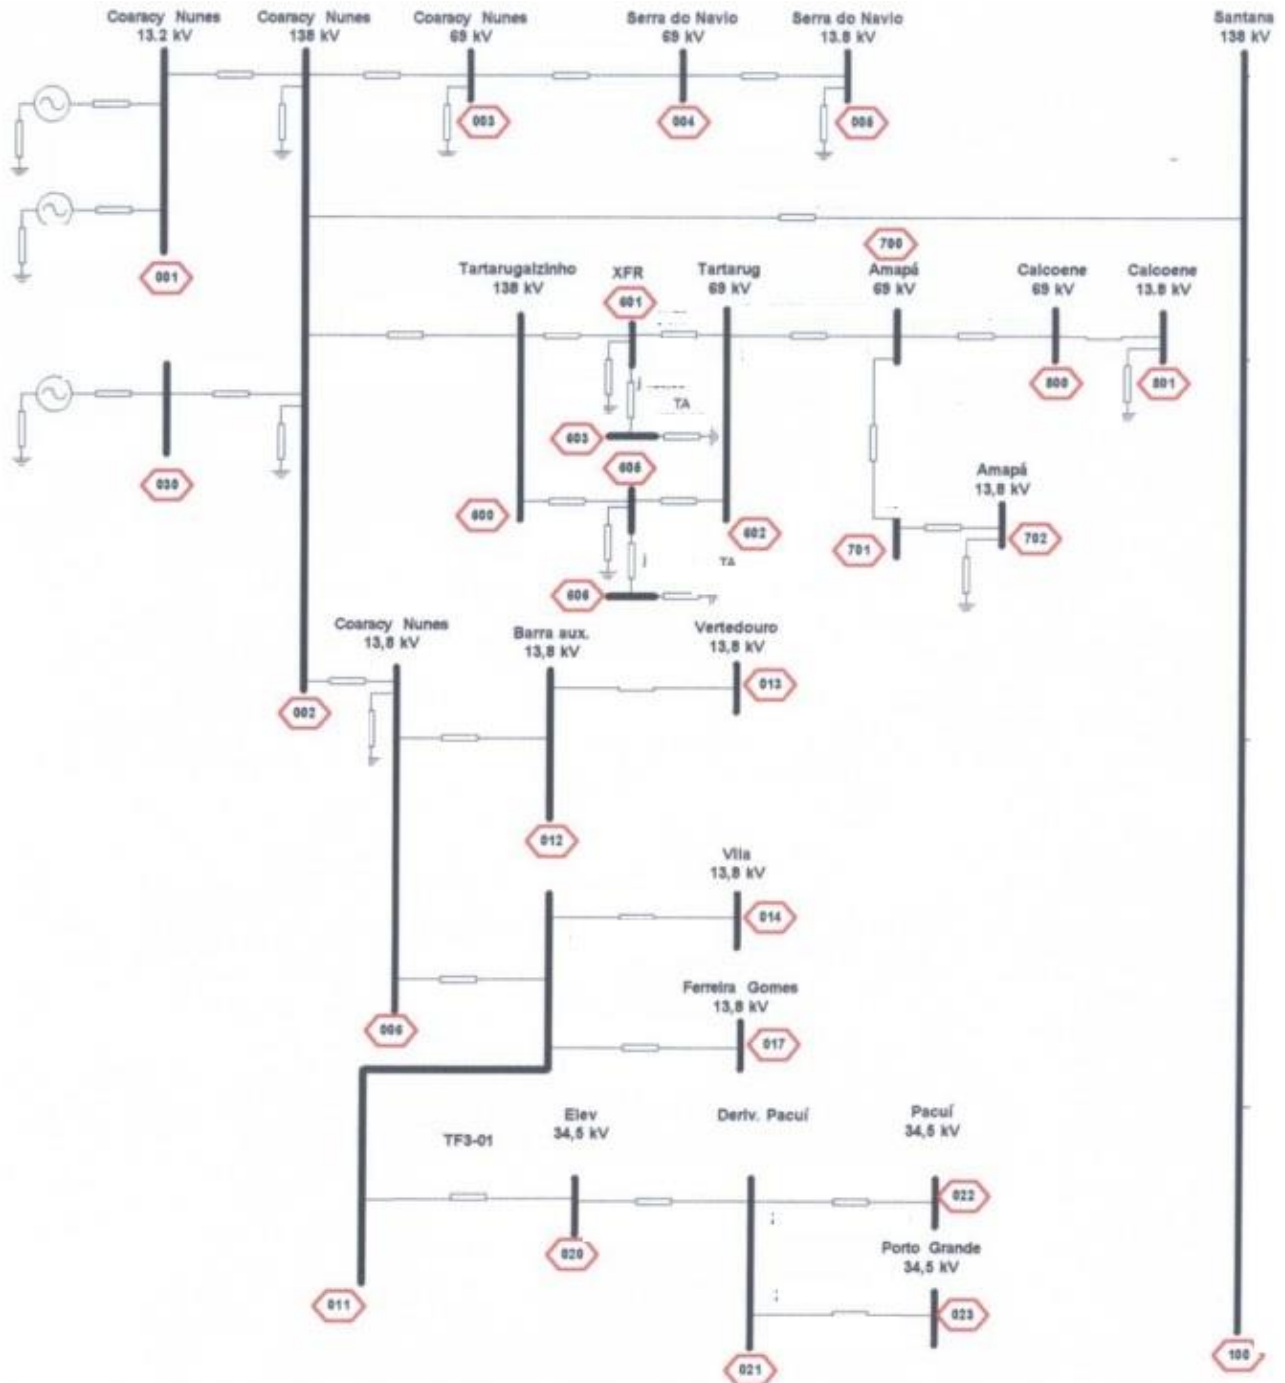 Coaracy Nunes
13.2 kV
Coaracy Nunes
138 kV
Coaracy Nunes
69 kV
Serra do Navio
69 kV
Serra do Navio
13.8 kV
Santana
138 kV
003
004
005
001
700
Tartarugalzinho
138 kV
XFR
601
Tartarug
69 kV
Amapá
69 kV
Calcoene
69 kV
Calcoene
13.8 kV
800
801
j
TA
603
605
030
600
602
Amapá
13,8 kV
701
702
j
TA
606
Coaracy Nunes
13,8 kV
Barra aux.
13,8 kV
Vertedouro
13,8 kV
013
002
012
Vila
13,8 kV
014
Ferreira Gomes
13,8 kV
006
017
TF3-01
Elev
34,5 kV
Deriv. Pacuí
Pacuí
34,5 kV
022
020
Porto Grande
34,5 kV
011
023
021
100